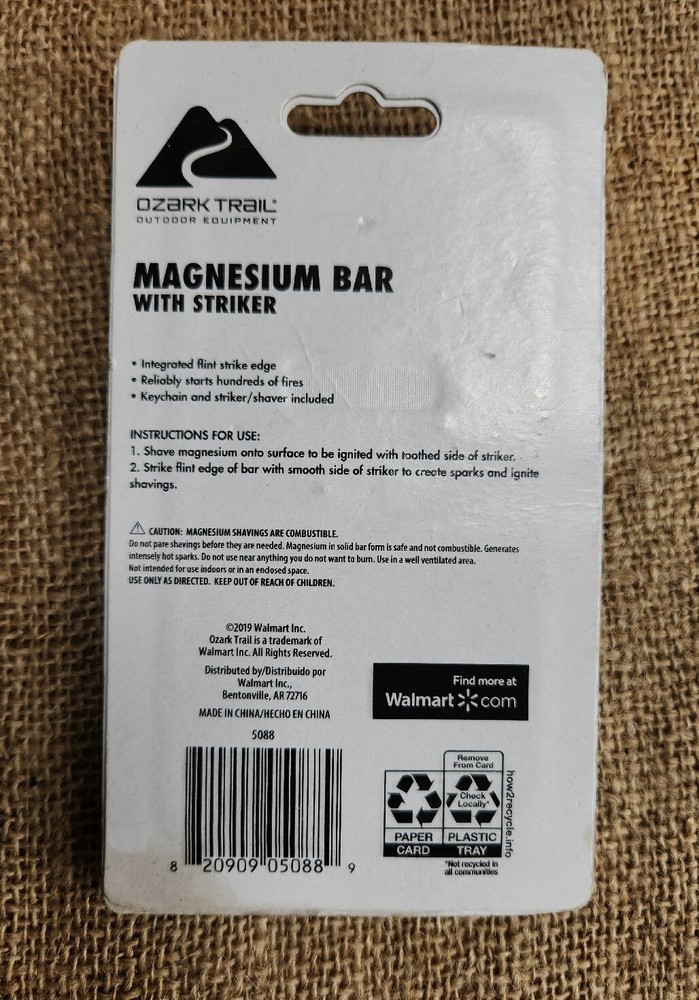 OZARK TRAIL®
OUTDOOR EQUIPMENT
MAGNESIUM BAR
WITH STRIKER
• Integrated flint strike edge
• Reliably starts hundreds of fires
• Keychain and striker/shaver included
INSTRUCTIONS FOR USE:
1. Shave magnesium onto surface to be ignited with toothed side of striker.
2. Strike flint edge of bar with smooth side of striker to create sparks and ignite
shavings.
⚠ CAUTION: MAGNESIUM SHAVINGS ARE COMBUSTIBLE.
Do not pare shavings before they are needed. Magnesium in solid bar form is safe and not combustible. Generates
intensely hot sparks. Do not use near anything you do not want to burn. Use in a well ventilated area.
Not intended for use indoors or in an enclosed space.
USE ONLY AS DIRECTED. KEEP OUT OF REACH OF CHILDREN.
©2019 Walmart Inc.
Ozark Trail is a trademark of
Walmart Inc. All Rights Reserved.
Distributed by/Distribuido por
Walmart Inc.,
Bentonville, AR 72716
MADE IN CHINA/HECHO EN CHINA
5088
8 20909 05088 9
Find more at
Walmart com
Remove
From Card
Check
Locally*
PAPER
CARD
PLASTIC
TRAY
how2recycle.info
*Not recycled in
all communities